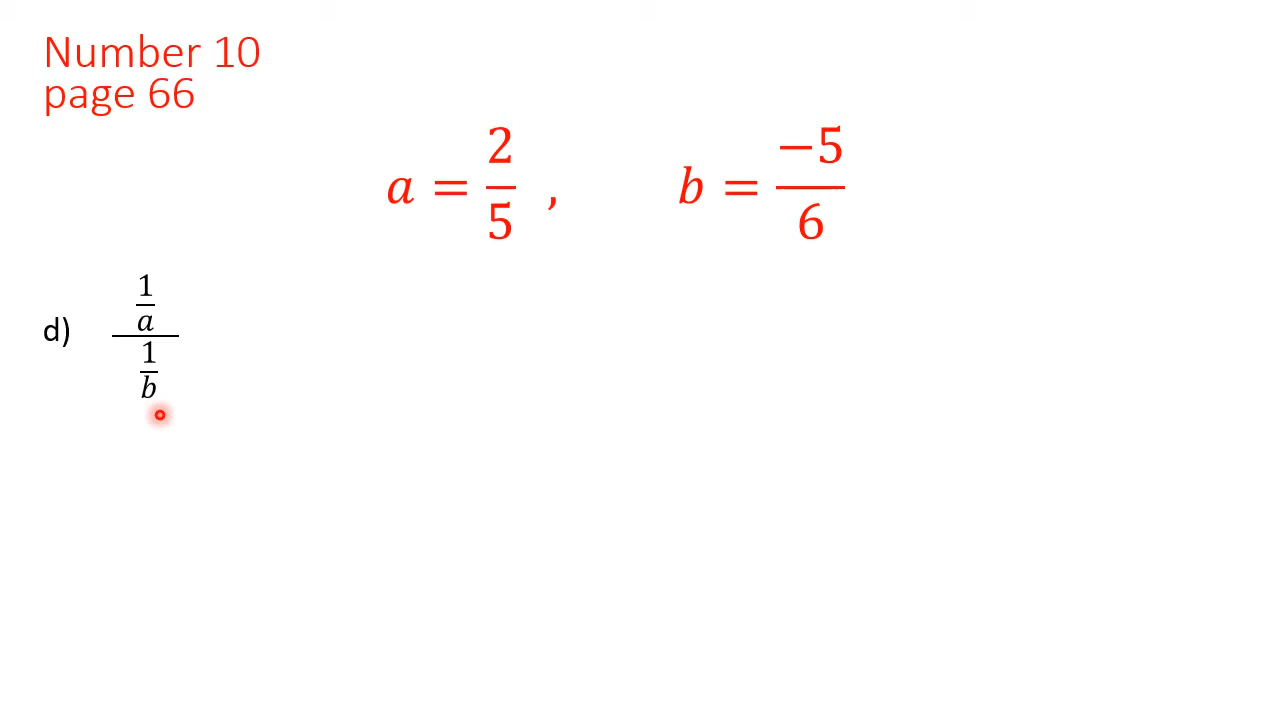 Number 10
page 66
a = 2/5 , b = −5/6
d) (1/a)/(1/b)